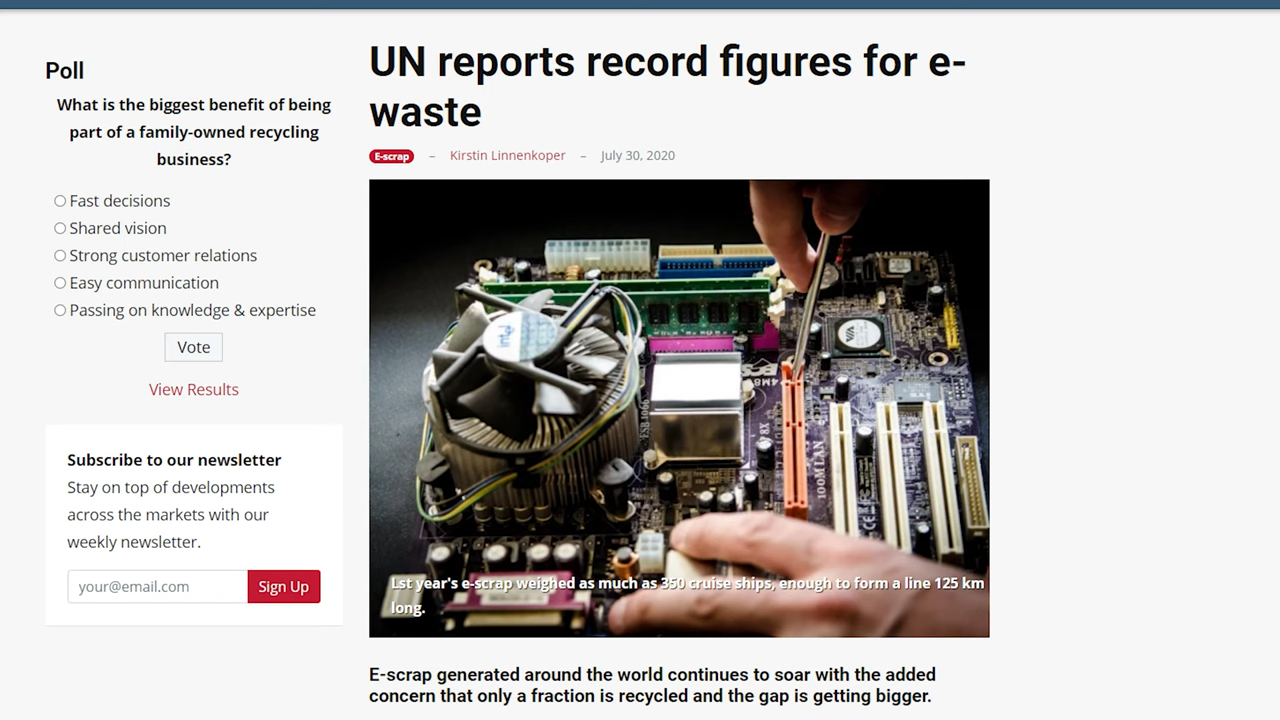 Poll
What is the biggest benefit of being
part of a family-owned recycling
business?
Fast decisions
Shared vision
Strong customer relations
Easy communication
Passing on knowledge & expertise
Vote
View Results
Subscribe to our newsletter
Stay on top of developments
across the markets with our
weekly newsletter.
your@email.com
Sign Up
UN reports record figures for e-
waste
E-scrap – Kirstin Linnenkoper – July 30, 2020
intel
VIA
ECS
100MLAN
8X
Lst year's e-scrap weighed as much as 350 cruise ships, enough to form a line 125 km
long.
E-scrap generated around the world continues to soar with the added
concern that only a fraction is recycled and the gap is getting bigger.